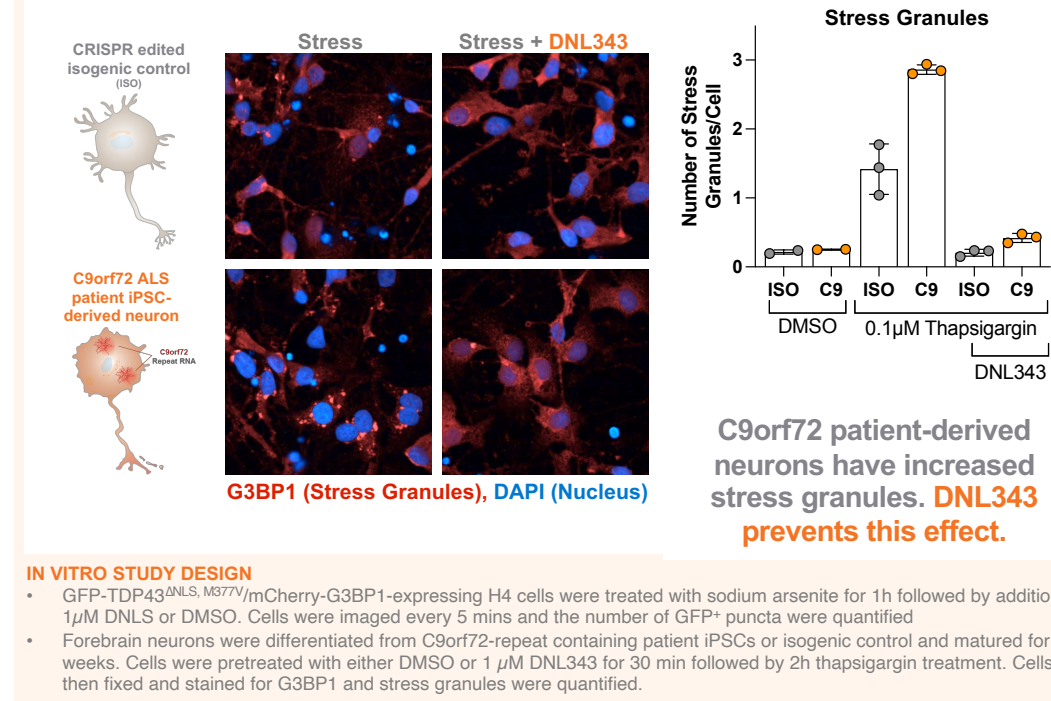 CRISPR edited
isogenic control
(ISO)
Stress
Stress + DNL343
C9orf72 ALS
patient iPSC-
derived neuron
C9orf72
Repeat RNA
G3BP1 (Stress Granules), DAPI (Nucleus)
Stress Granules
Number of Stress
Granules/Cell
3
2
1
0
ISO C9 ISO C9 ISO C9
DMSO 0.1µM Thapsigargin
DNL343
C9orf72 patient-derived
neurons have increased
stress granules. DNL343
prevents this effect.
IN VITRO STUDY DESIGN
• GFP-TDP43ΔNLS, M377V/mCherry-G3BP1-expressing H4 cells were treated with sodium arsenite for 1h followed by additio
1µM DNLS or DMSO. Cells were imaged every 5 mins and the number of GFP+ puncta were quantified
• Forebrain neurons were differentiated from C9orf72-repeat containing patient iPSCs or isogenic control and matured for
weeks. Cells were pretreated with either DMSO or 1 µM DNL343 for 30 min followed by 2h thapsigargin treatment. Cells
then fixed and stained for G3BP1 and stress granules were quantified.